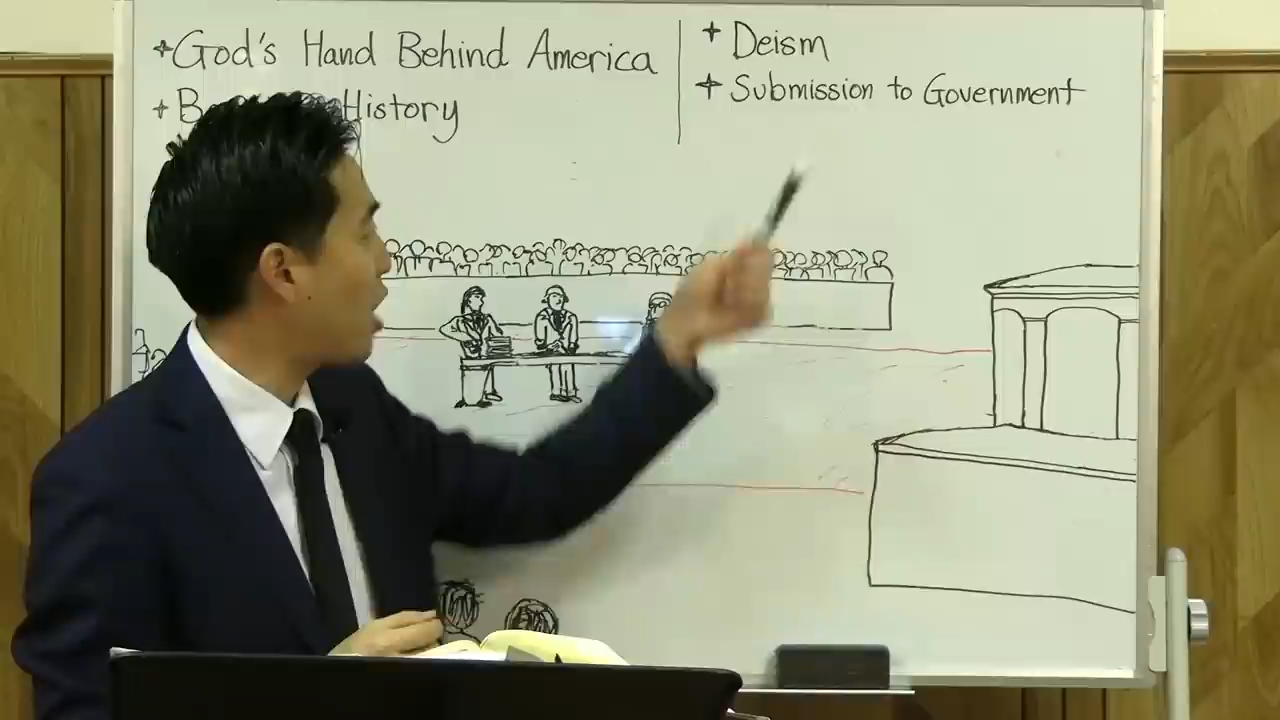 +God's Hand Behind America
+ B History
+ Deism
+ Submission to Government